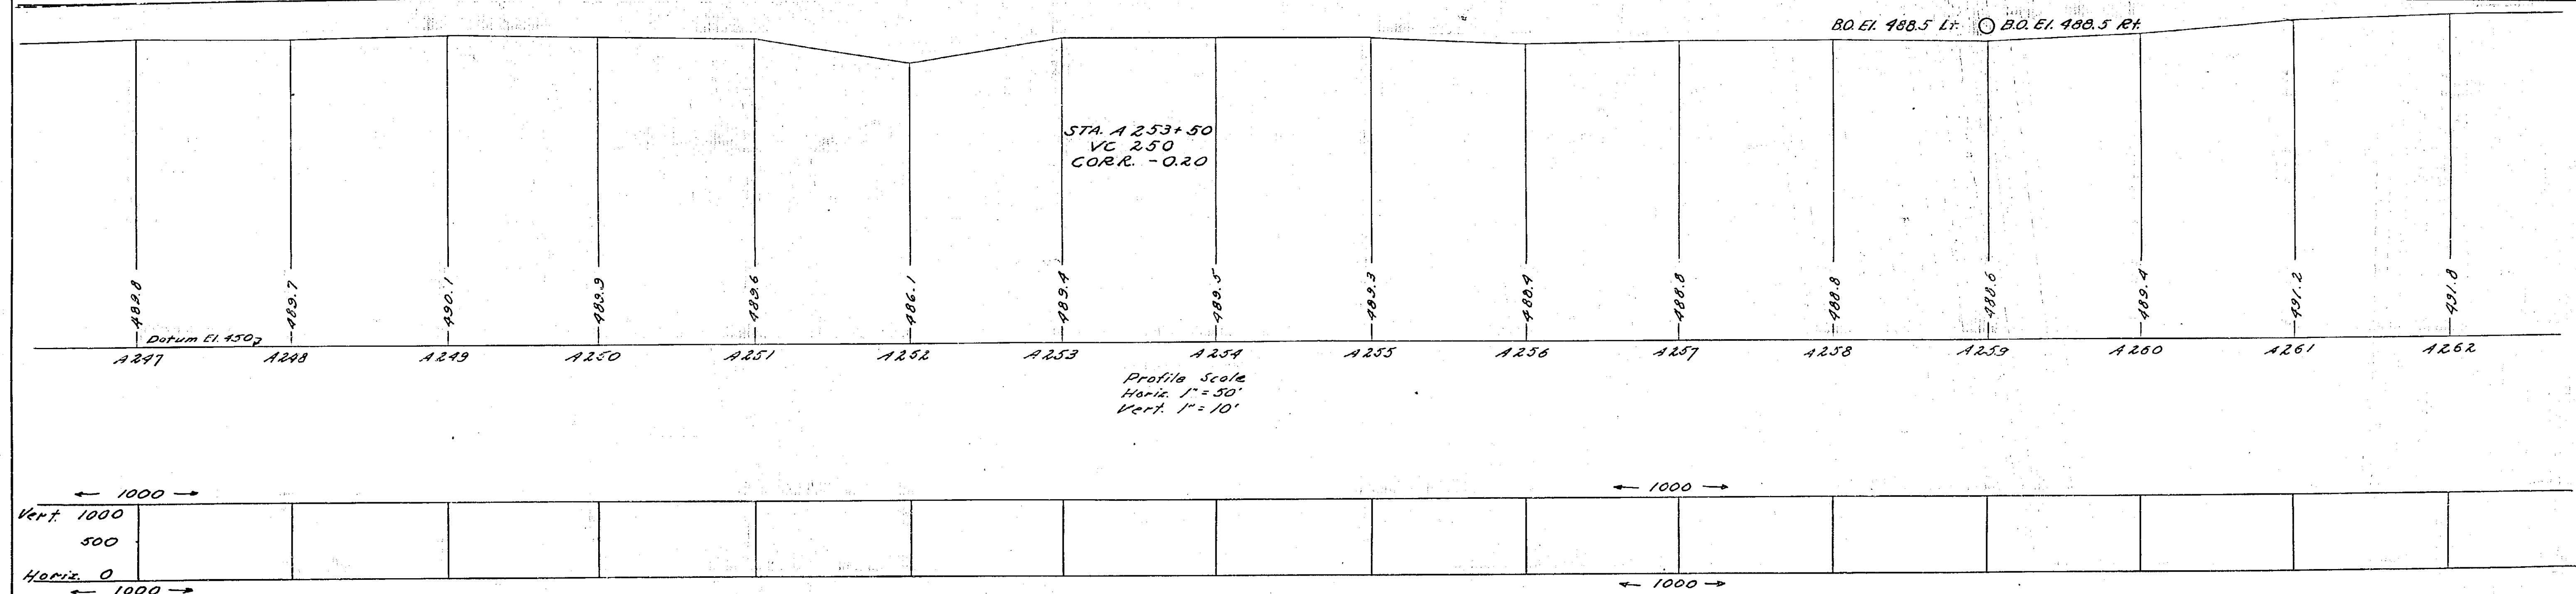 B.O. El. 488.5 Lt. B.O. El. 488.5 Rt.
STA. A 253+50
VC 250
CORR. -0.20
489.8
489.7
490.1
489.9
489.6
486.1
489.4
489.5
489.3
488.4
488.8
488.8
488.6
489.4
491.2
491.8
Datum El. 450
A247 A248 A249 A250 A251 A252 A253 A254 A255 A256 A257 A258 A259 A260 A261 A262
Profile Scale
Horiz. 1" = 50'
Vert. 1" = 10'
← 1000 → ← 1000 →
Vert. 1000
500
Horiz. 0
← 1000 → ← 1000 →